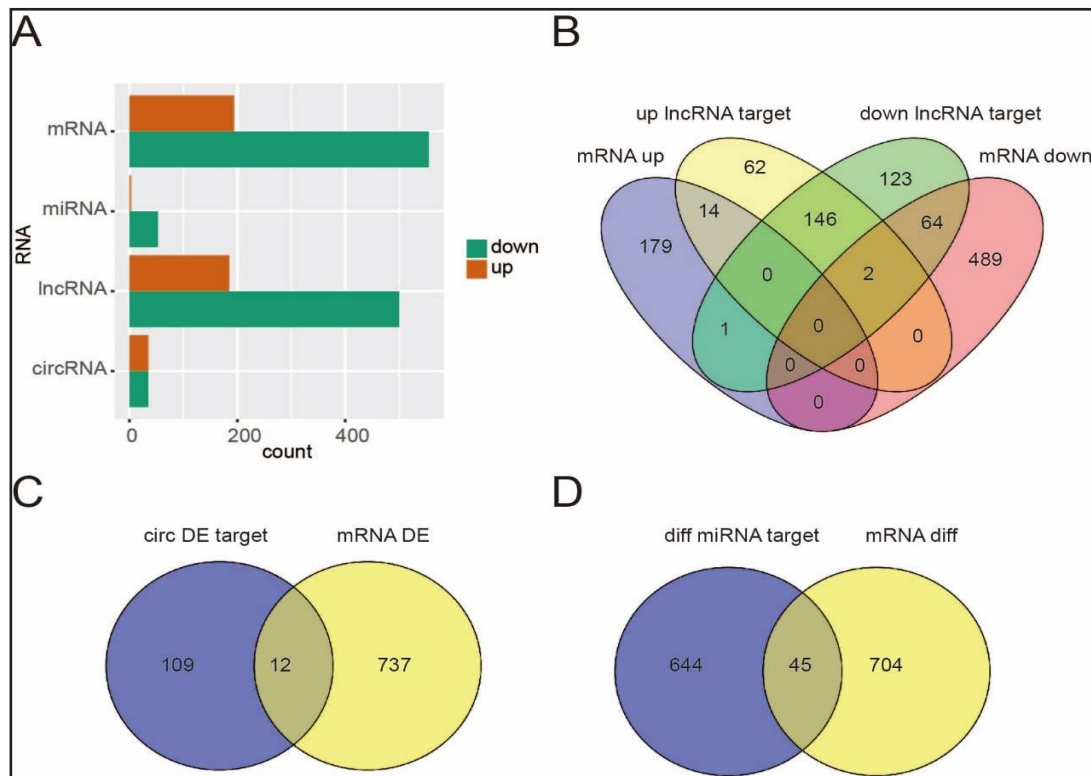 A
RNA
mRNA
miRNA
lncRNA
circRNA
0 200 400
count
down
up
B
up lncRNA target down lncRNA target
mRNA up mRNA down
62 123
14 146 64
179 489
0 2
1 0 0
0 0
0
C
circ DE target mRNA DE
109 12 737
D
diff miRNA target mRNA diff
644 45 704